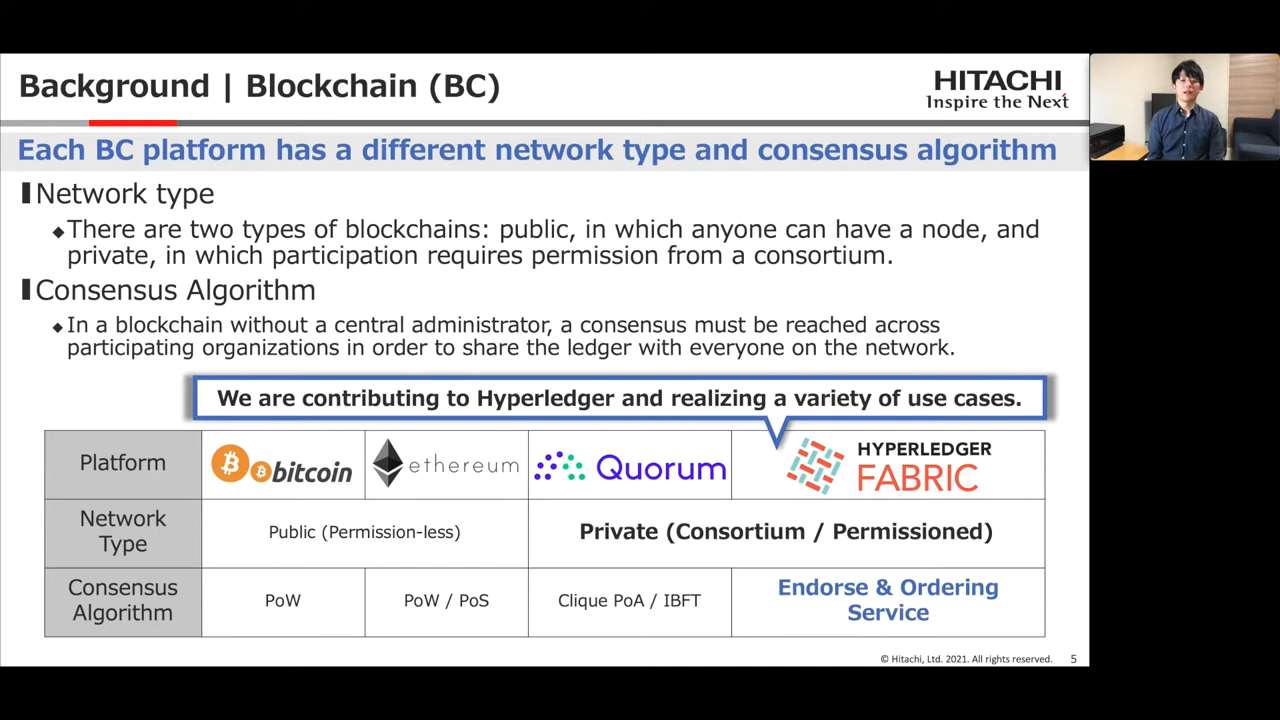 Background | Blockchain (BC)
HITACHI
Inspire the Next
Each BC platform has a different network type and consensus algorithm
Network type
There are two types of blockchains: public, in which anyone can have a node, and
private, in which participation requires permission from a consortium.
Consensus Algorithm
In a blockchain without a central administrator, a consensus must be reached across
participating organizations in order to share the ledger with everyone on the network.
We are contributing to Hyperledger and realizing a variety of use cases.
Platform
bitcoin
ethereum
Quorum
HYPERLEDGER
FABRIC
Network
Type
Public (Permission-less)
Private (Consortium / Permissioned)
Consensus
Algorithm
PoW
PoW / PoS
Clique PoA / IBFT
Endorse & Ordering
Service
© Hitachi, Ltd. 2021. All rights reserved.
5